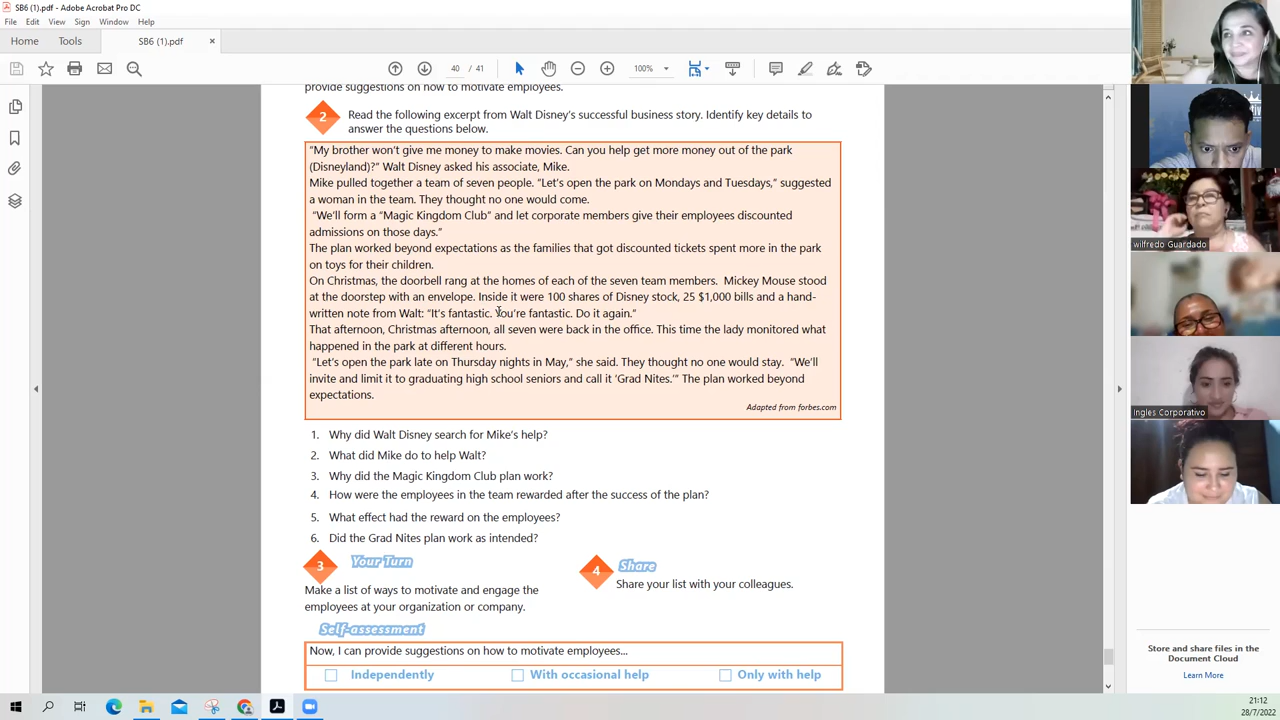 SB6 (1).pdf - Adobe Acrobat Pro DC
File Edit View Sign Window Help
Home Tools SB6 (1).pdf ×
40 / 41 100%
provide suggestions on how to motivate employees.
2 Read the following excerpt from Walt Disney's successful business story. Identify key details to
answer the questions below.
"My brother won't give me money to make movies. Can you help get more money out of the park
(Disneyland)?" Walt Disney asked his associate, Mike.
Mike pulled together a team of seven people. "Let's open the park on Mondays and Tuesdays," suggested
a woman in the team. They thought no one would come.
"We'll form a "Magic Kingdom Club" and let corporate members give their employees discounted
admissions on those days."
The plan worked beyond expectations as the families that got discounted tickets spent more in the park
on toys for their children.
On Christmas, the doorbell rang at the homes of each of the seven team members. Mickey Mouse stood
at the doorstep with an envelope. Inside it were 100 shares of Disney stock, 25 $1,000 bills and a hand-
written note from Walt: "It's fantastic. You're fantastic. Do it again."
That afternoon, Christmas afternoon, all seven were back in the office. This time the lady monitored what
happened in the park at different hours.
"Let's open the park late on Thursday nights in May," she said. They thought no one would stay. "We'll
invite and limit it to graduating high school seniors and call it 'Grad Nites.'" The plan worked beyond
expectations.
Adapted from forbes.com
1. Why did Walt Disney search for Mike's help?
2. What did Mike do to help Walt?
3. Why did the Magic Kingdom Club plan work?
4. How were the employees in the team rewarded after the success of the plan?
5. What effect had the reward on the employees?
6. Did the Grad Nites plan work as intended?
3 Your Turn
Make a list of ways to motivate and engage the
employees at your organization or company.
4 Share
Share your list with your colleagues.
Self-assessment
Now, I can provide suggestions on how to motivate employees...
Independently With occasional help Only with help
wilfredo Guardado
Ingles Corporativo
Store and share files in the
Document Cloud
Learn More
21:12
28/7/2022